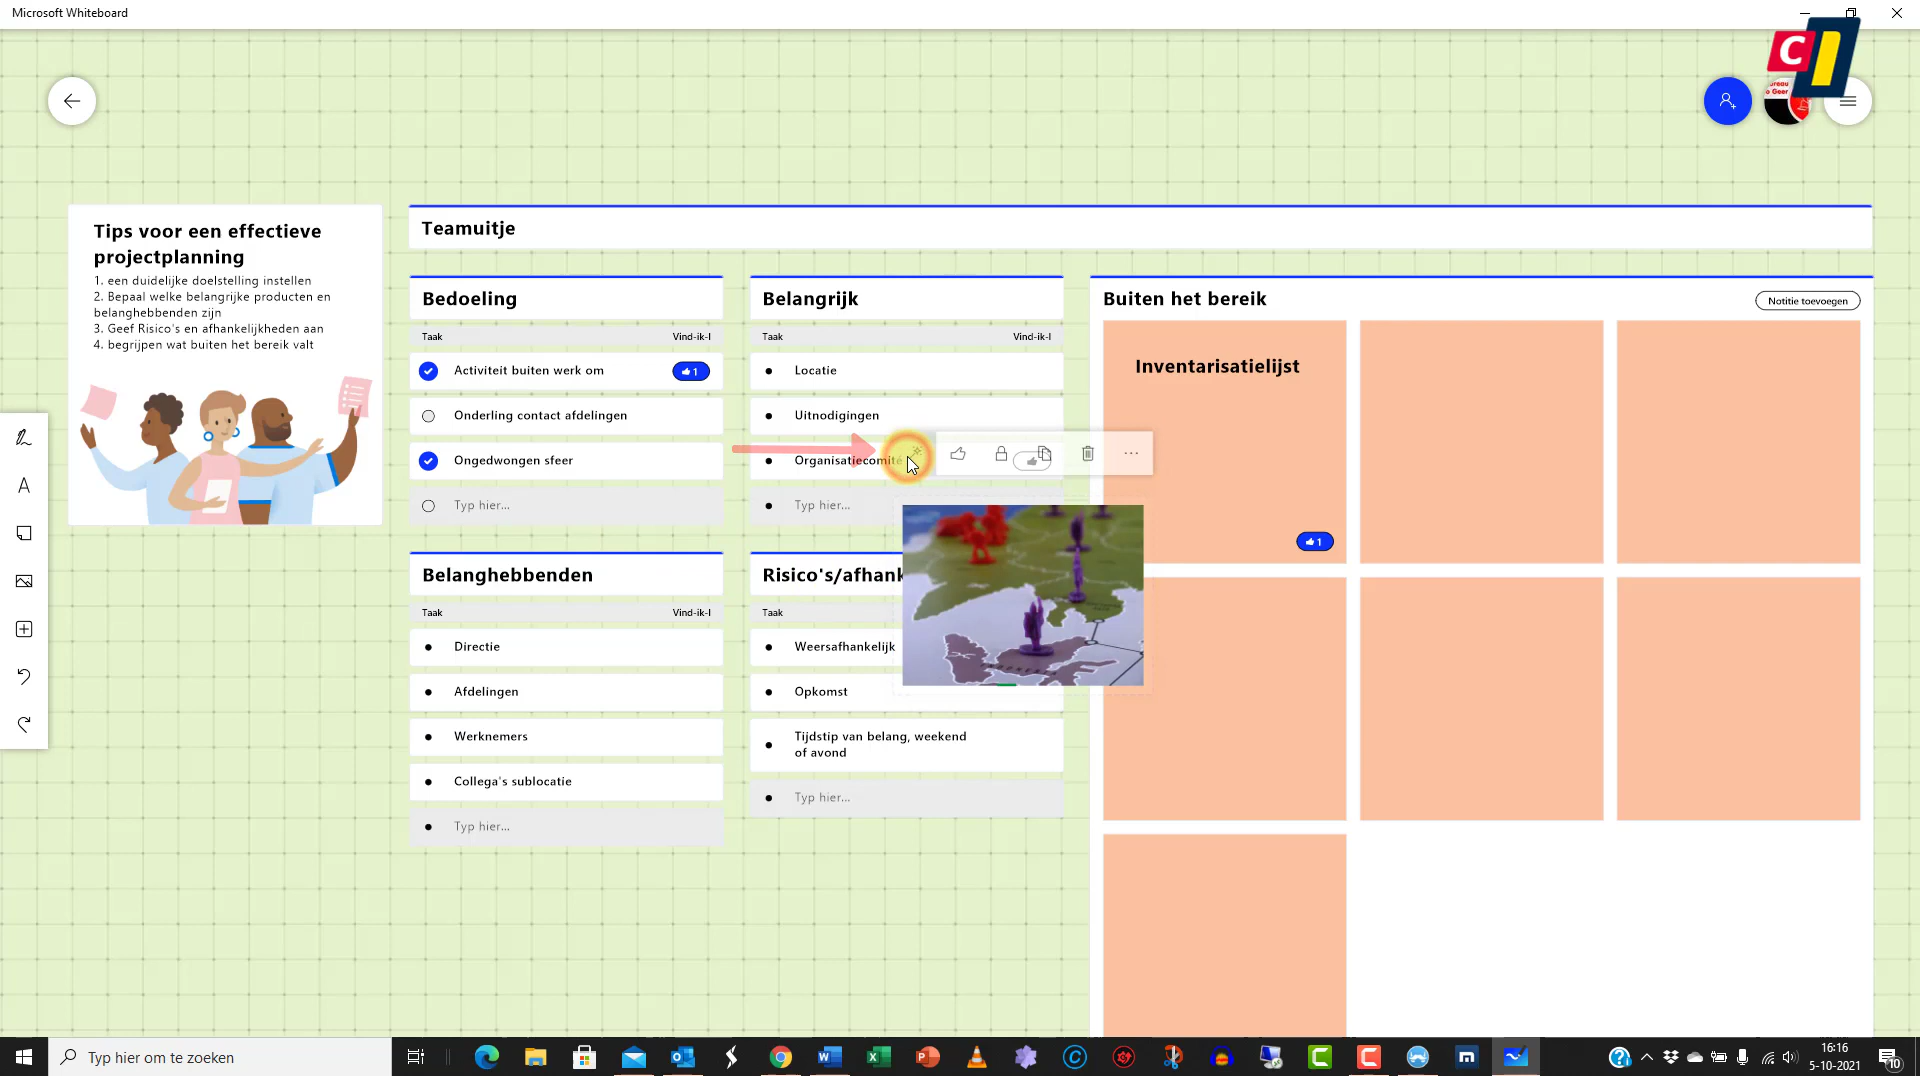 Microsoft Whiteboard
CI
Bureau
o Geer
Teamuitje
Tips voor een effectieve
projectplanning
1. een duidelijke doelstelling instellen
2. Bepaal welke belangrijke producten en
belanghebbenden zijn
3. Geef Risico's en afhankelijkheden aan
4. begrijpen wat buiten het bereik valt
Bedoeling
Taak Vind-ik-l
Activiteit buiten werk om 1
Onderling contact afdelingen
Ongedwongen sfeer
Typ hier...
Belangrijk
Taak Vind-ik-l
Locatie
Uitnodigingen
Organisatiecomité
Typ hier...
Buiten het bereik
Notitie toevoegen
Inventarisatielijst
1
Belanghebbenden
Taak Vind-ik-l
Directie
Afdelingen
Werknemers
Collega's sublocatie
Typ hier...
Risico's/afhank
Taak
Weersafhankelijk
Opkomst
Tijdstip van belang, weekend
of avond
Typ hier...
Typ hier om te zoeken
16:16
5-10-2021
10